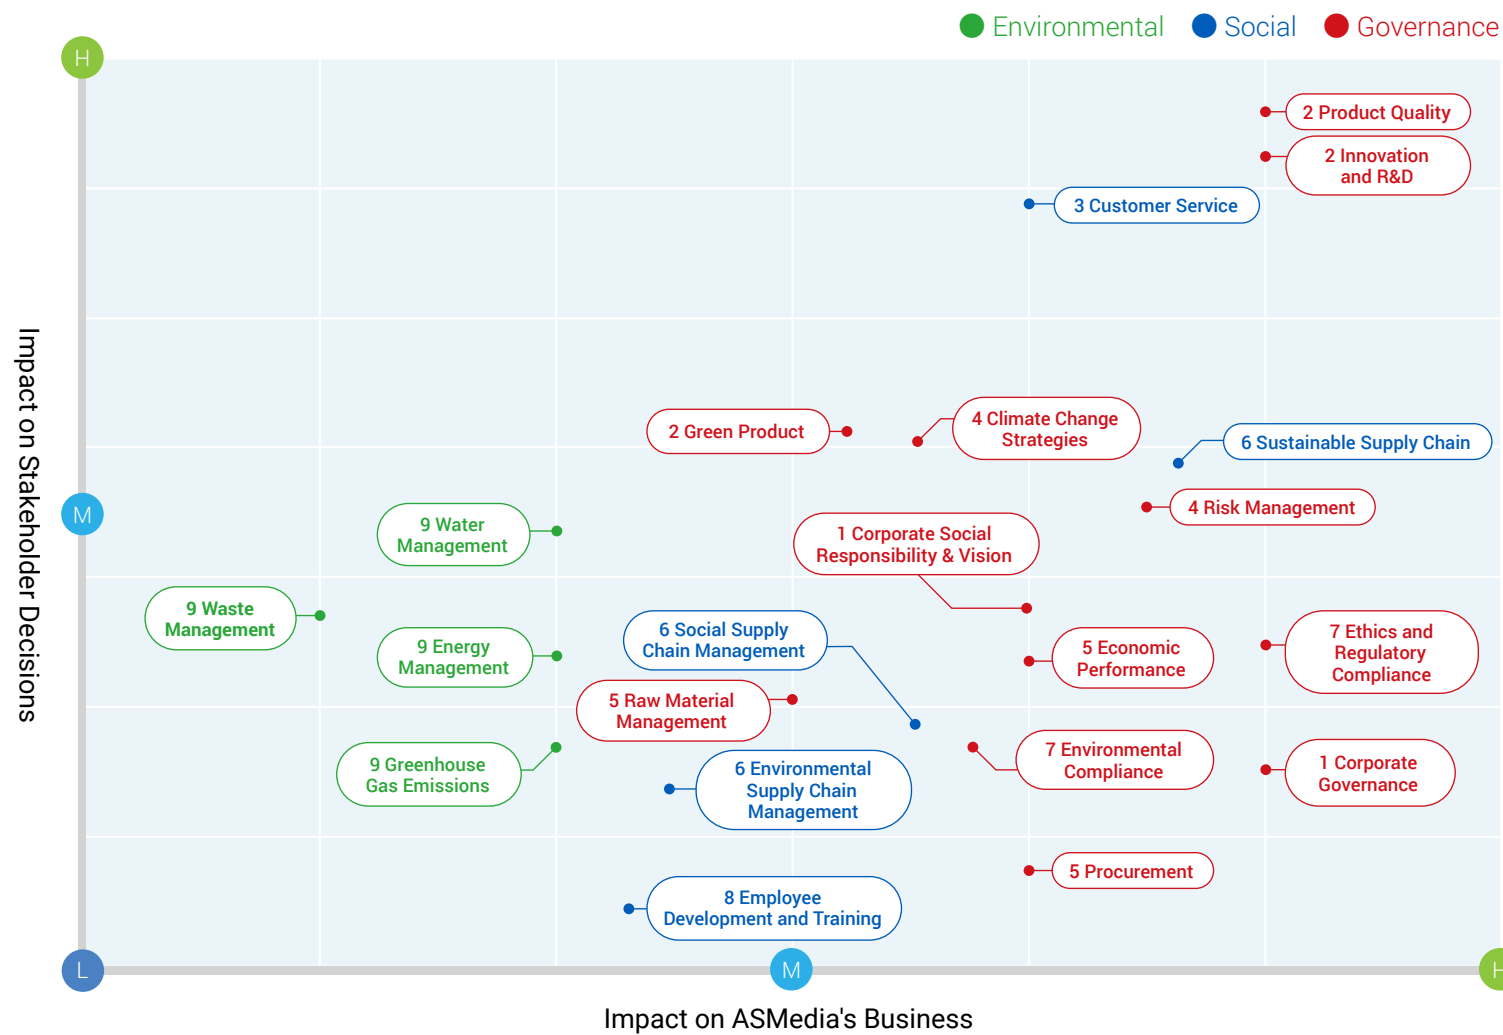 Environmental
Social
Governance
H
2 Product Quality
2 Innovation
and R&D
3 Customer Service
2 Green Product
4 Climate Change
Strategies
6 Sustainable Supply Chain
4 Risk Management
M
9 Water
Management
1 Corporate Social
Responsibility & Vision
9 Waste
Management
9 Energy
Management
6 Social Supply
Chain Management
5 Economic
Performance
7 Ethics and
Regulatory
Compliance
5 Raw Material
Management
9 Greenhouse
Gas Emissions
6 Environmental
Supply Chain
Management
7 Environmental
Compliance
1 Corporate
Governance
5 Procurement
8 Employee
Development and Training
L
M
H
Impact on Stakeholder Decisions
Impact on ASMedia's Business